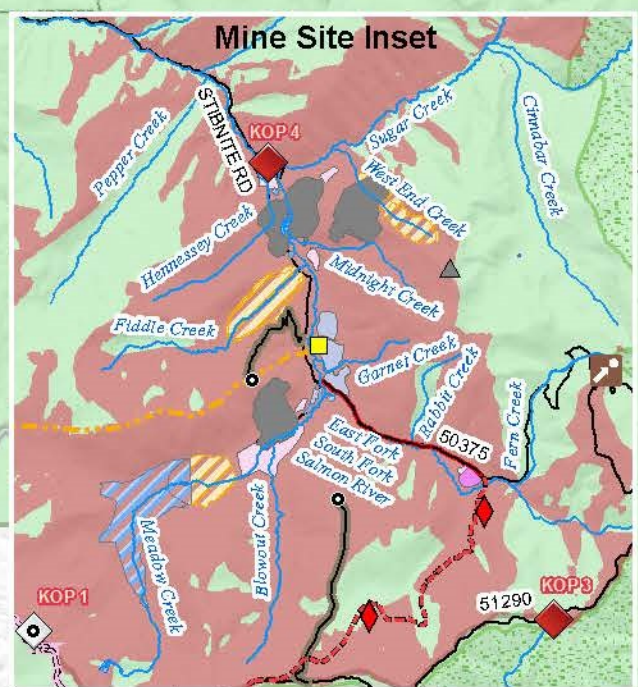 Mine Site Inset
KOP 4
STIBNITE RD
Sugar Creek
Cinnabar Creek
Pepper Creek
West End Creek
Hennessey Creek
Midnight Creek
Fiddle Creek
Garnet Creek
Rabbit Creek
Fern Creek
50375
East Fork
South Fork
Salmon River
Blowout Creek
Meadow Creek
KOP 1
51290
KOP 3